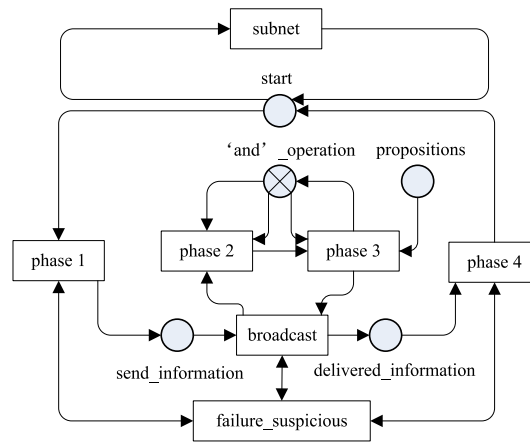 subnet
start
‘and’_operation
propositions
phase 1
phase 2
phase 3
phase 4
broadcast
send_information
delivered_information
failure_suspicious